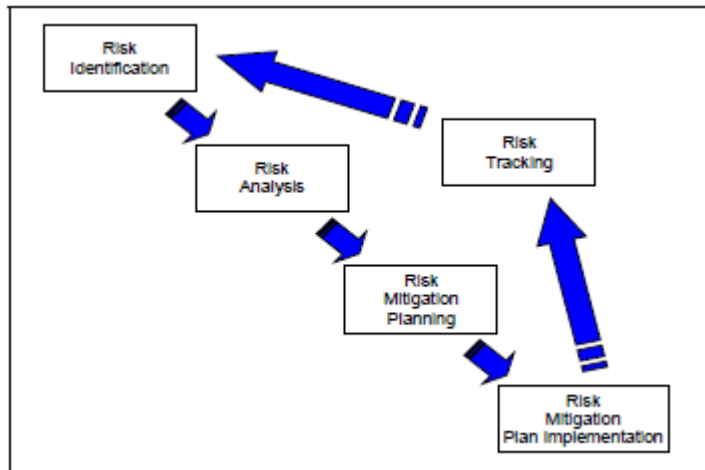 Risk
Identification
Risk
Analysis
Risk
Tracking
Risk
Mitigation
Planning
Risk
Mitigation
Plan Implementation